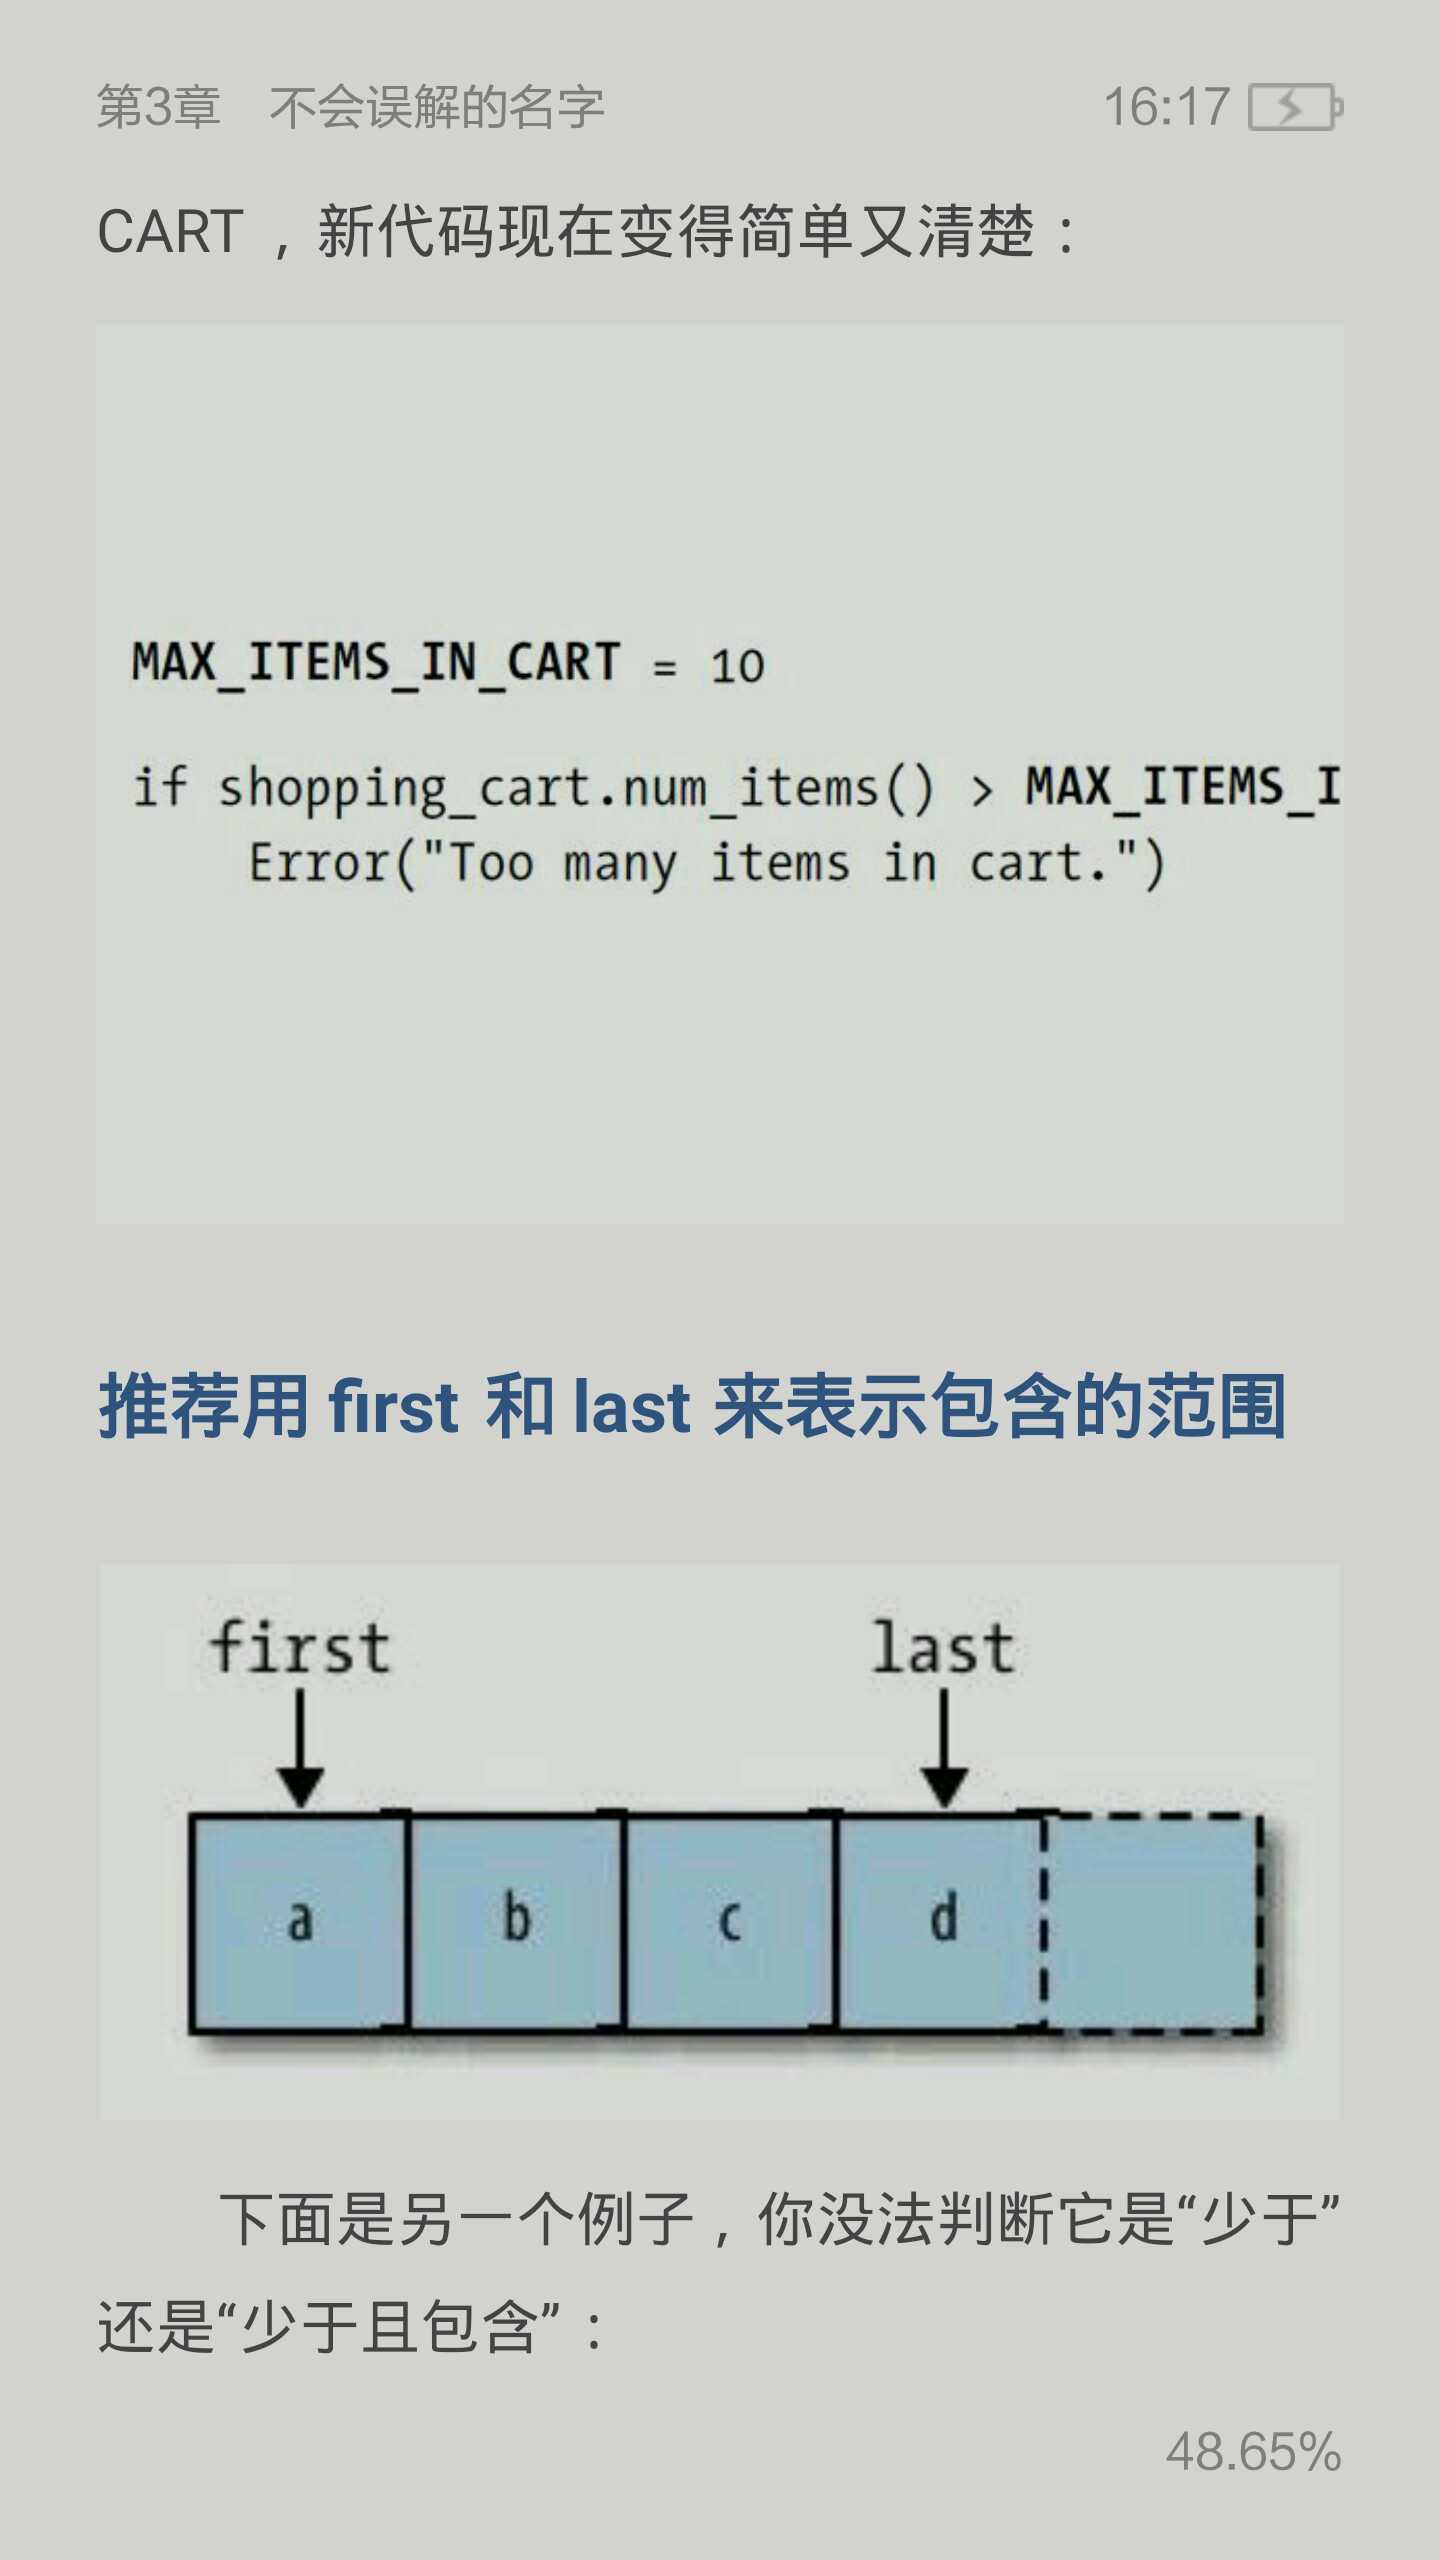 第3章　不会误解的名字 16:17
CART，新代码现在变得简单又清楚：
MAX_ITEMS_IN_CART = 10
if shopping_cart.num_items() > MAX_ITEMS_I
Error("Too many items in cart.")
推荐用 first 和 last 来表示包含的范围
first last
a b c d
下面是另一个例子，你没法判断它是“少于”
还是“少于且包含”：
48.65%